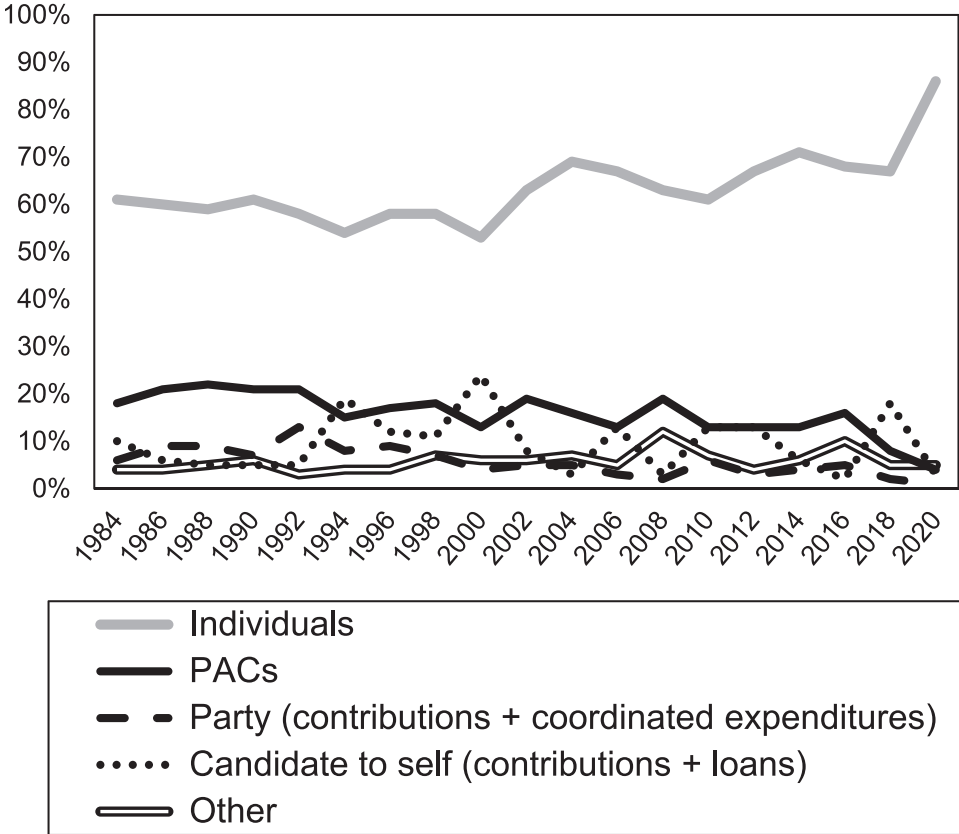 100%
90%
80%
70%
60%
50%
40%
30%
20%
10%
0%
1984 1986 1988 1990 1992 1994 1996 1998 2000 2002 2004 2006 2008 2010 2012 2014 2016 2018 2020
Individuals
PACs
Party (contributions + coordinated expenditures)
Candidate to self (contributions + loans)
Other